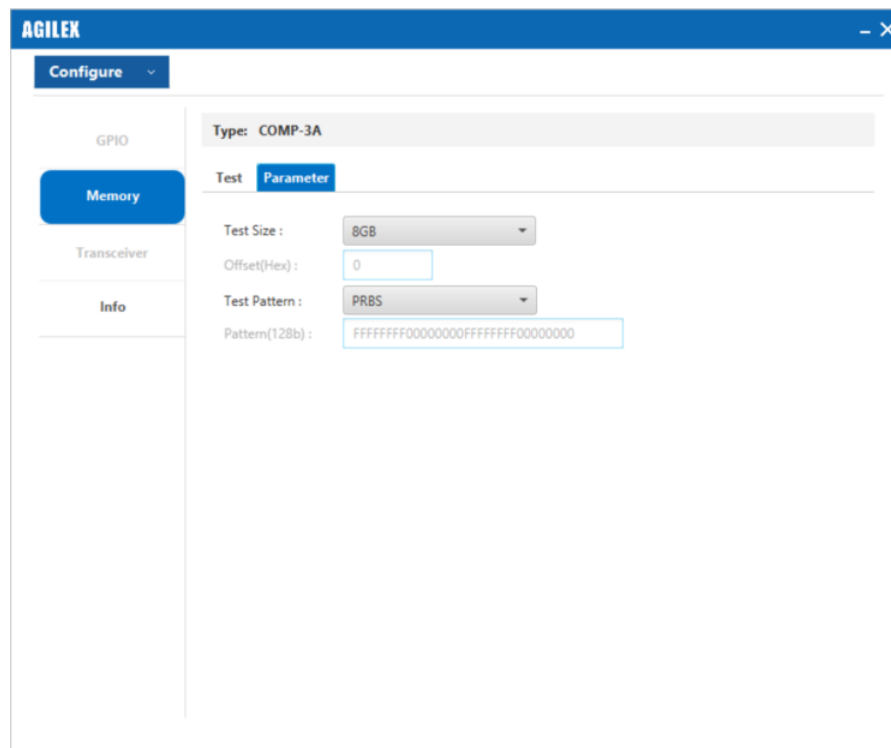 AGILEX
Configure
GPIO
Memory
Transceiver
Info
Type: COMP-3A
Test Parameter
Test Size : 8GB
Offset(Hex) : 0
Test Pattern : PRBS
Pattern(128b) : FFFFFFFF00000000FFFFFFFF00000000